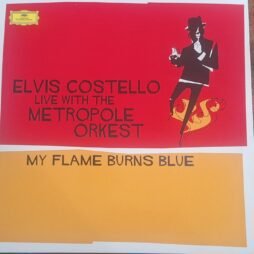 ELVIS COSTELLO
LIVE WITH THE
METROPOLE
ORKEST
MY FLAME BURNS BLUE